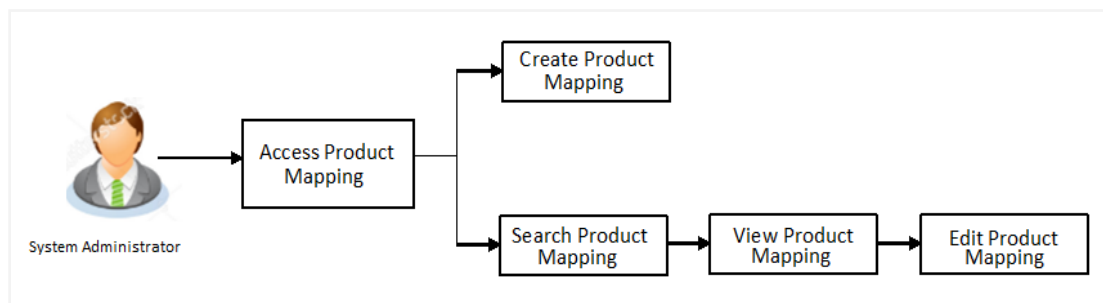 Create Product
Mapping
Access Product
Mapping
System Administrator
Search Product
Mapping
View Product
Mapping
Edit Product
Mapping